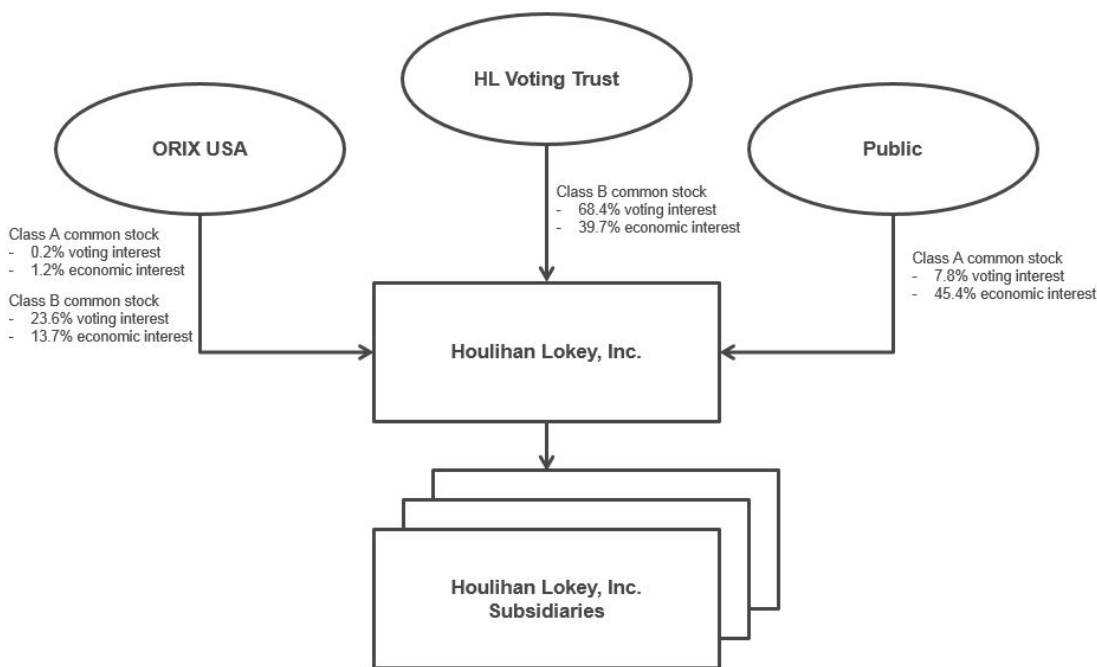 HL Voting Trust
ORIX USA
Public
Class B common stock
- 68.4% voting interest
- 39.7% economic interest
Class A common stock
- 0.2% voting interest
- 1.2% economic interest
Class B common stock
- 23.6% voting interest
- 13.7% economic interest
Class A common stock
- 7.8% voting interest
- 45.4% economic interest
Houlihan Lokey, Inc.
Houlihan Lokey, Inc.
Subsidiaries